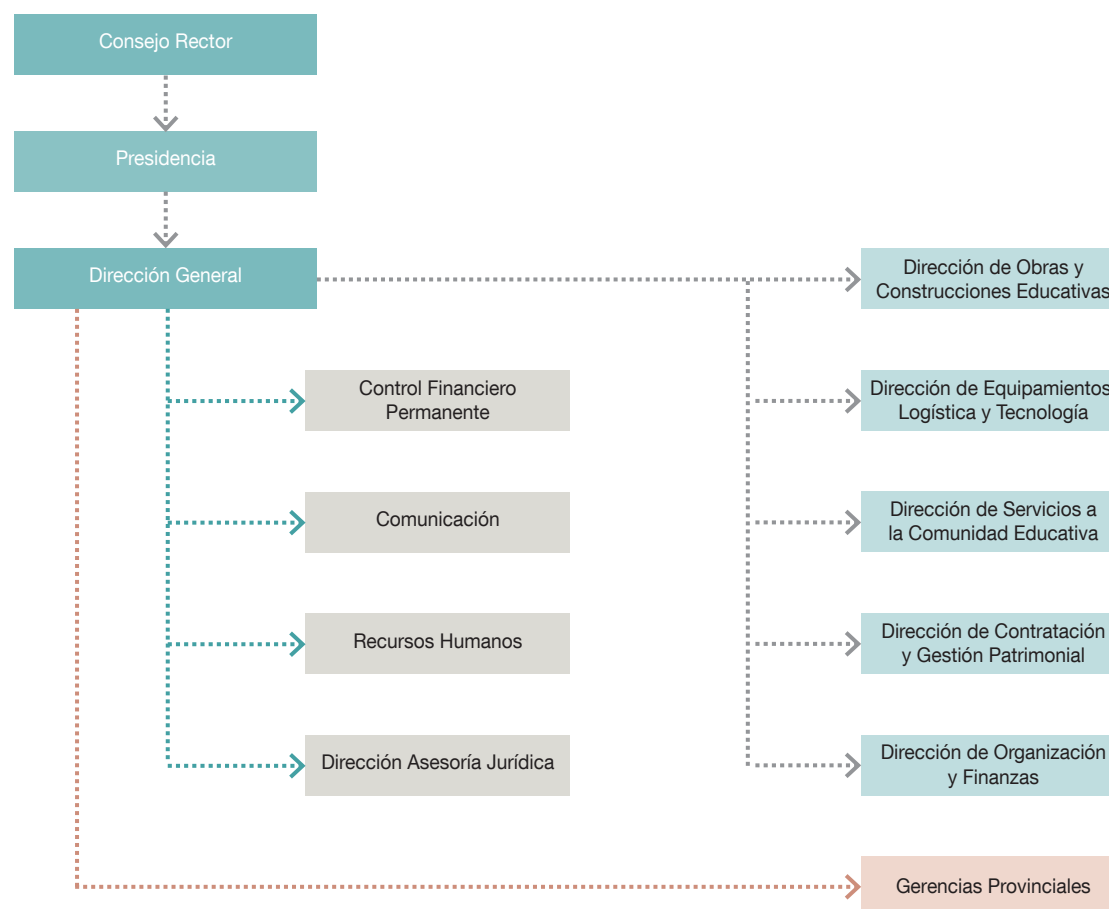 Consejo Rector
Presidencia
Dirección General
Dirección de Obras y
Construcciones Educativas
Control Financiero
Permanente
Dirección de Equipamientos
Logística y Tecnología
Comunicación
Dirección de Servicios a
la Comunidad Educativa
Recursos Humanos
Dirección de Contratación
y Gestión Patrimonial
Dirección Asesoría Jurídica
Dirección de Organización
y Finanzas
Gerencias Provinciales